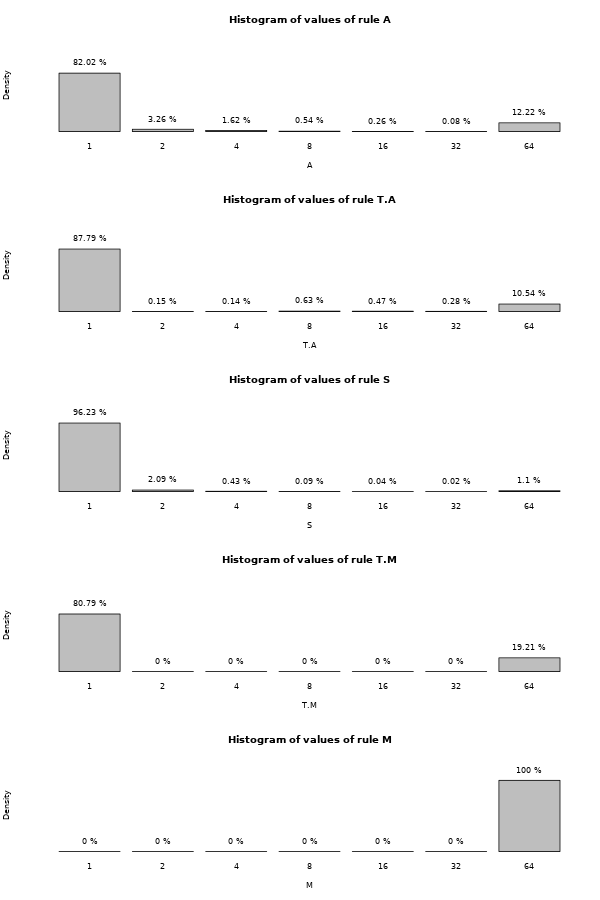 Histogram of values of rule A
Density
82.02 %
3.26 %
1.62 %
0.54 %
0.26 %
0.08 %
12.22 %
1 2 4 8 16 32 64
A
Histogram of values of rule T.A
Density
87.79 %
0.15 %
0.14 %
0.63 %
0.47 %
0.28 %
10.54 %
1 2 4 8 16 32 64
T.A
Histogram of values of rule S
Density
96.23 %
2.09 %
0.43 %
0.09 %
0.04 %
0.02 %
1.1 %
1 2 4 8 16 32 64
S
Histogram of values of rule T.M
Density
80.79 %
0 %
0 %
0 %
0 %
0 %
19.21 %
1 2 4 8 16 32 64
T.M
Histogram of values of rule M
Density
0 %
0 %
0 %
0 %
0 %
0 %
100 %
1 2 4 8 16 32 64
M